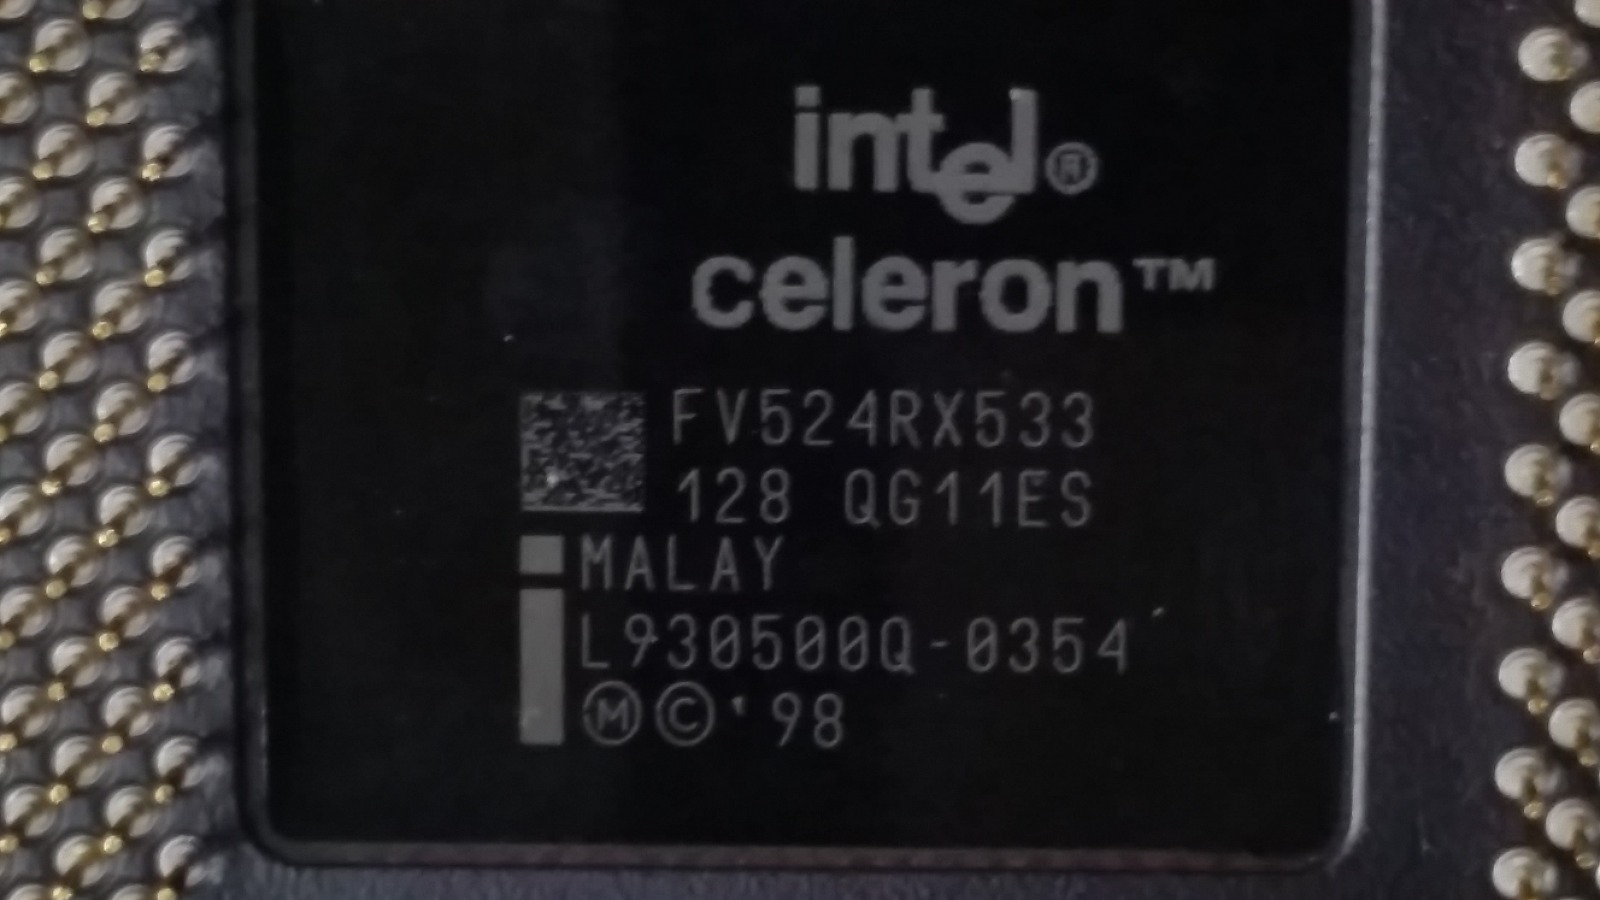 intel®
celeron™
FV524RX533
128 QG11ES
MALAY
L930500Q-0354
Ⓜ © '98